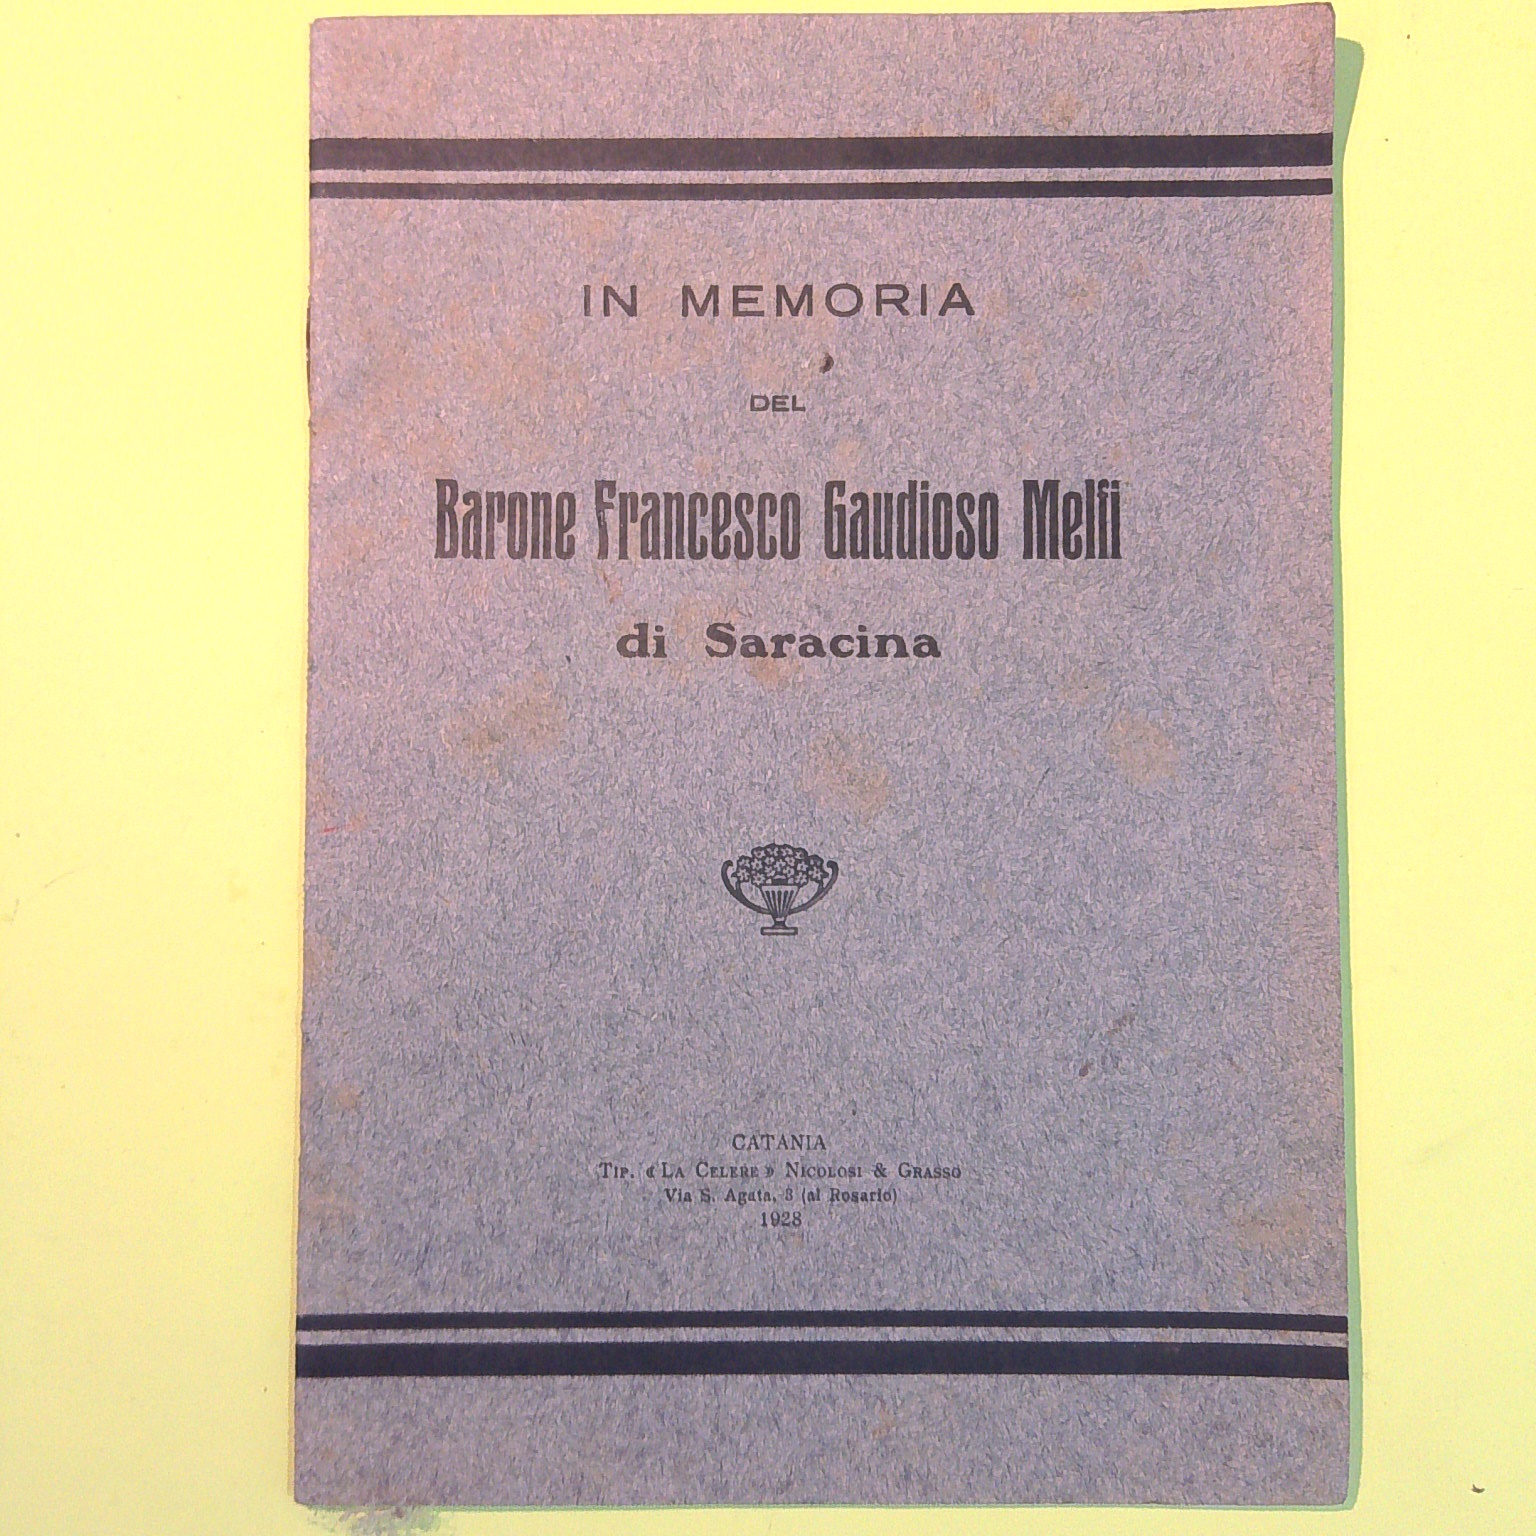 IN MEMORIA
DEL
Barone Francesco Gaudioso Melfi
di Saracina
CATANIA
Tip. « La Celere » Nicolosi & Grasso
Via S. Agata, 3 (al Rosario)
1928